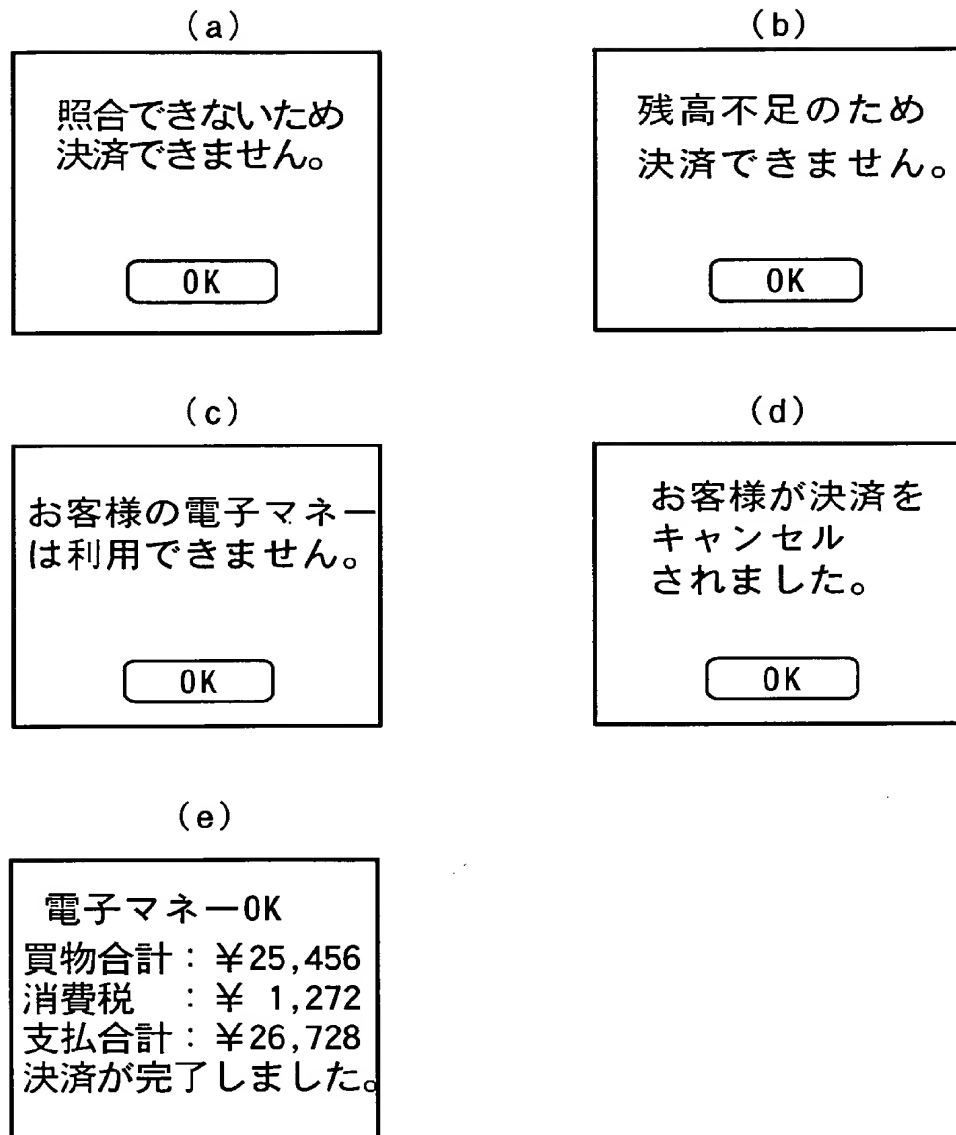 (a)
照合できないため
決済できません。
OK
(b)
残高不足のため
決済できません。
OK
(c)
お客様の電子マネー
は利用できません。
OK
(d)
お客様が決済を
キャンセル
されました。
OK
(e)
電子マネーOK
買物合計：￥25,456
消費税　：￥ 1,272
支払合計：￥26,728
決済が完了しました。